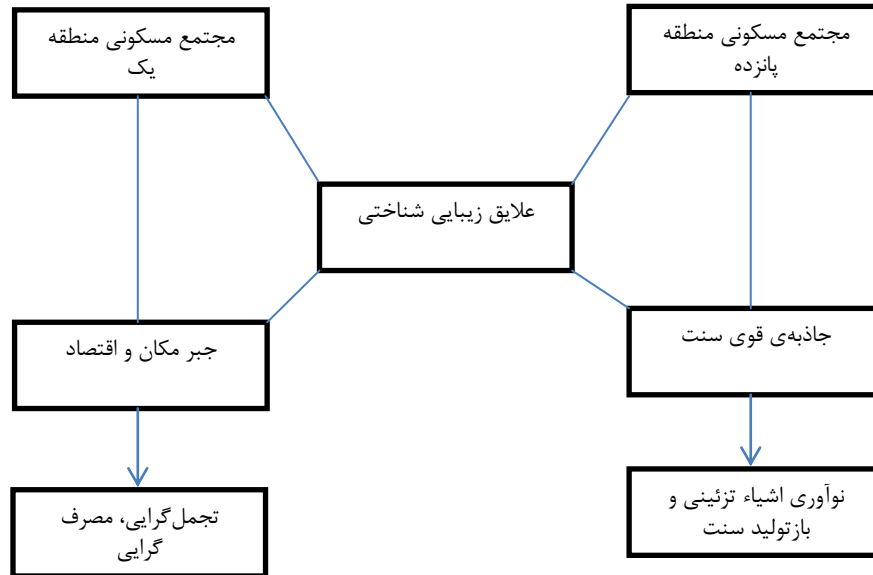 مجتمع مسکونی منطقه
پانزده
مجتمع مسکونی منطقه
یک
علایق زیبایی شناختی
جاذبه‌ی قوی سنت
جبر مکان و اقتصاد
نوآوری اشیاء تزئینی و
بازتولید سنت
تجمل‌گرایی، مصرف
گرایی